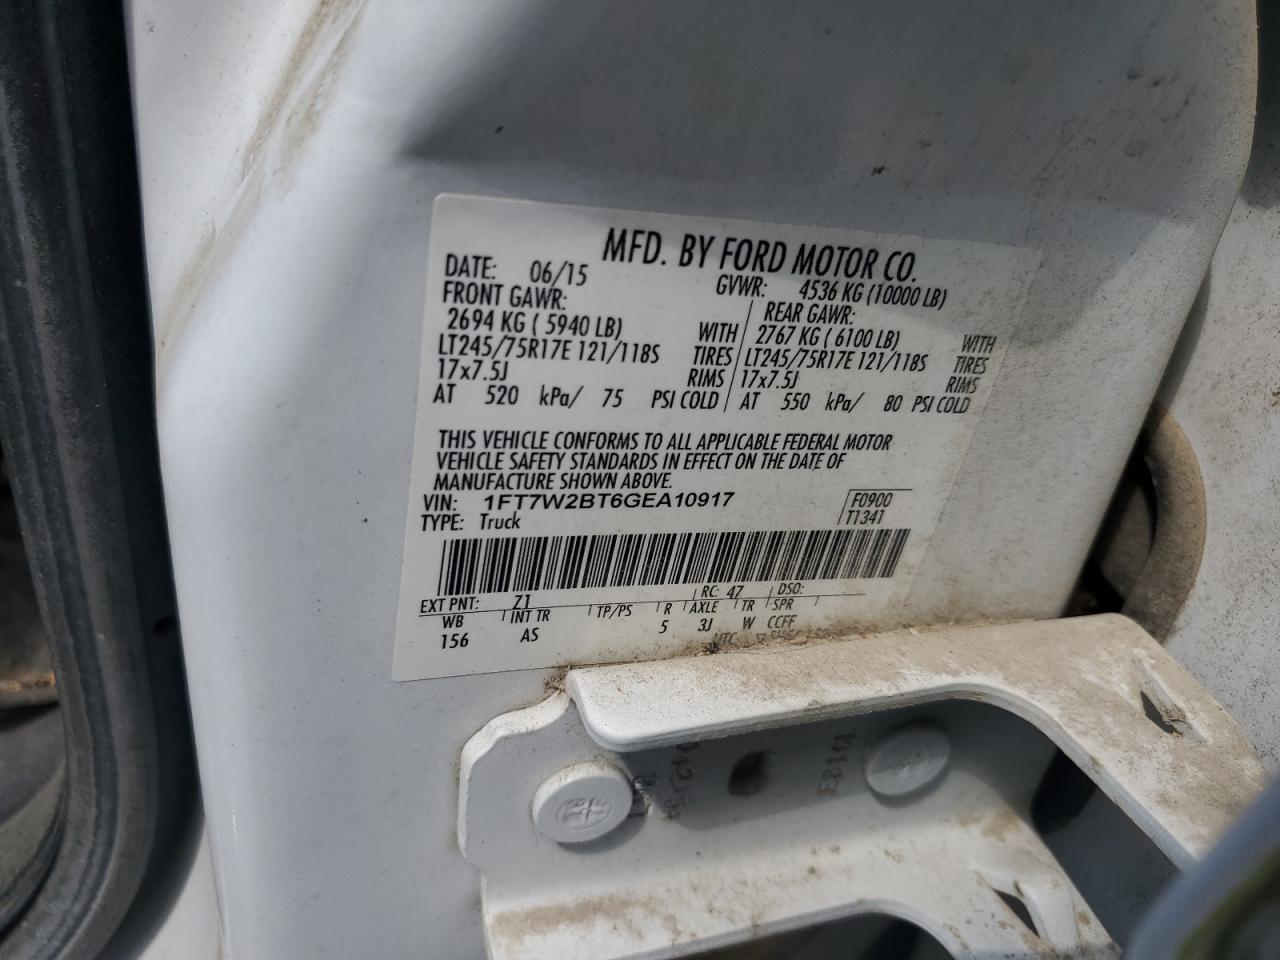 MFD. BY FORD MOTOR CO.
DATE: 06/15 GVWR: 4536 KG (10000 LB)
FRONT GAWR: REAR GAWR:
2694 KG ( 5940 LB) WITH 2767 KG ( 6100 LB) WITH
LT245/75R17E 121/118S TIRES LT245/75R17E 121/118S TIRES
17x7.5J RIMS 17x7.5J RIMS
AT 520 kPa/ 75 PSI COLD AT 550 kPa/ 80 PSI COLD
THIS VEHICLE CONFORMS TO ALL APPLICABLE FEDERAL MOTOR
VEHICLE SAFETY STANDARDS IN EFFECT ON THE DATE OF
MANUFACTURE SHOWN ABOVE.
VIN: 1FT7W2BT6GEA10917 F0900
TYPE: Truck T1341
EXT PNT: Z1 RC: 47 DSO:
WB INT TR TP/PS R AXLE TR SPR
156 AS 5 3J W CCFF
UTC